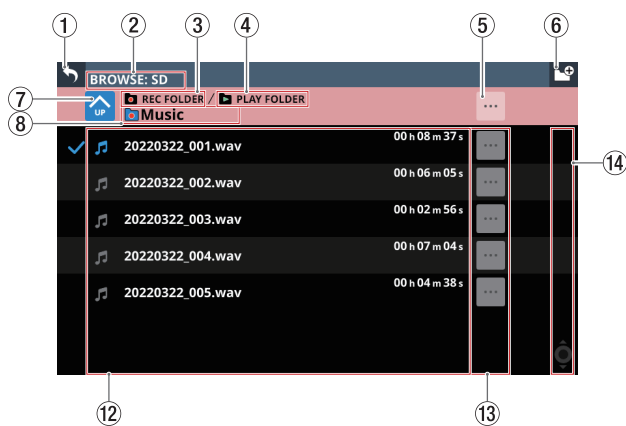 1 2 3 4 5 6
BROWSE: SD
7 UP REC FOLDER / PLAY FOLDER ...
8 Music
20220322_001.wav 00 h 08 m 37 s ...
14
20220322_002.wav 00 h 06 m 05 s ...
20220322_003.wav 00 h 02 m 56 s ...
20220322_004.wav 00 h 07 m 04 s ...
20220322_005.wav 00 h 04 m 38 s ...
12 13